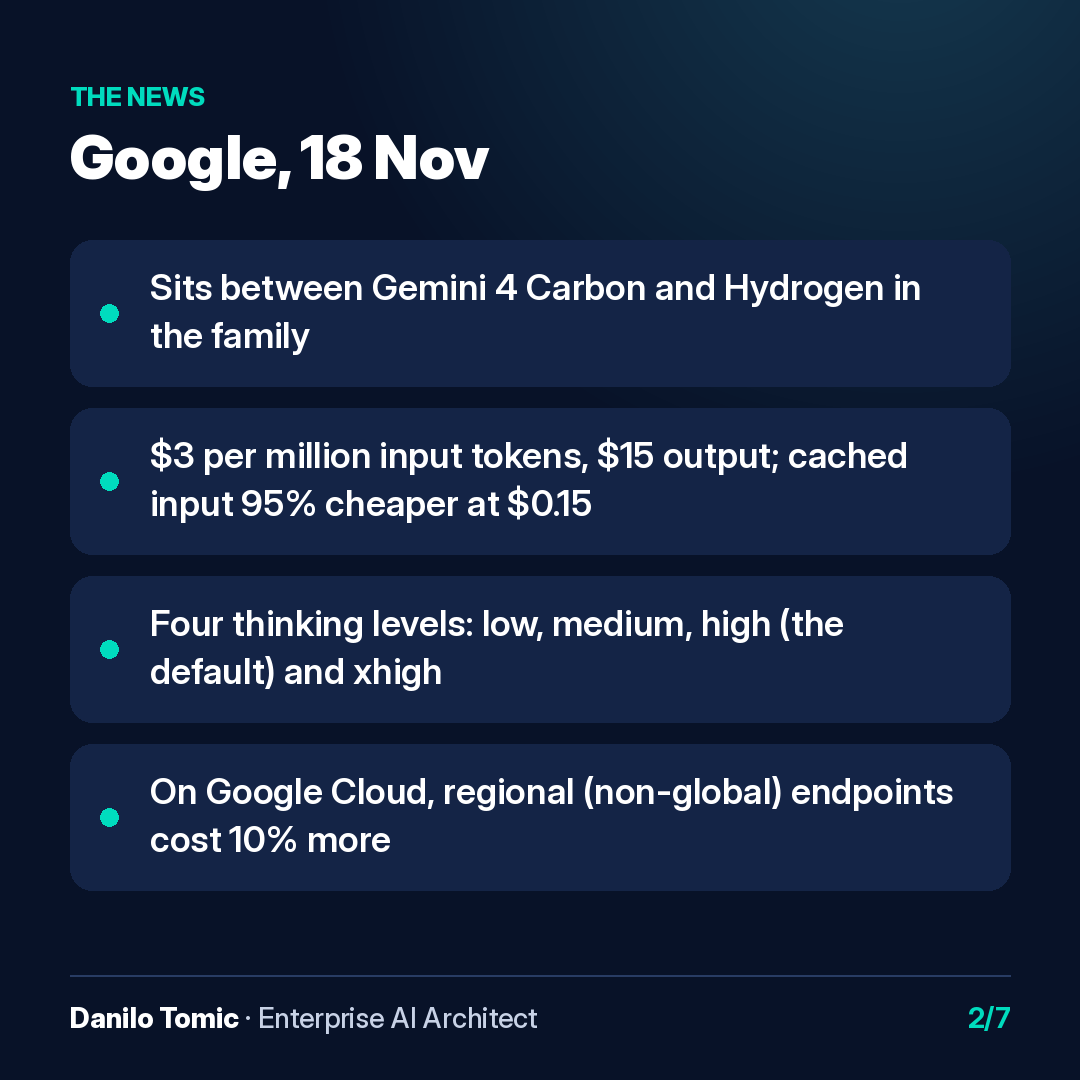 THE NEWS
Google, 18 Nov
Sits between Gemini 4 Carbon and Hydrogen in
the family
$3 per million input tokens, $15 output; cached
input 95% cheaper at $0.15
Four thinking levels: low, medium, high (the
default) and xhigh
On Google Cloud, regional (non-global) endpoints
cost 10% more
Danilo Tomic · Enterprise AI Architect
2/7